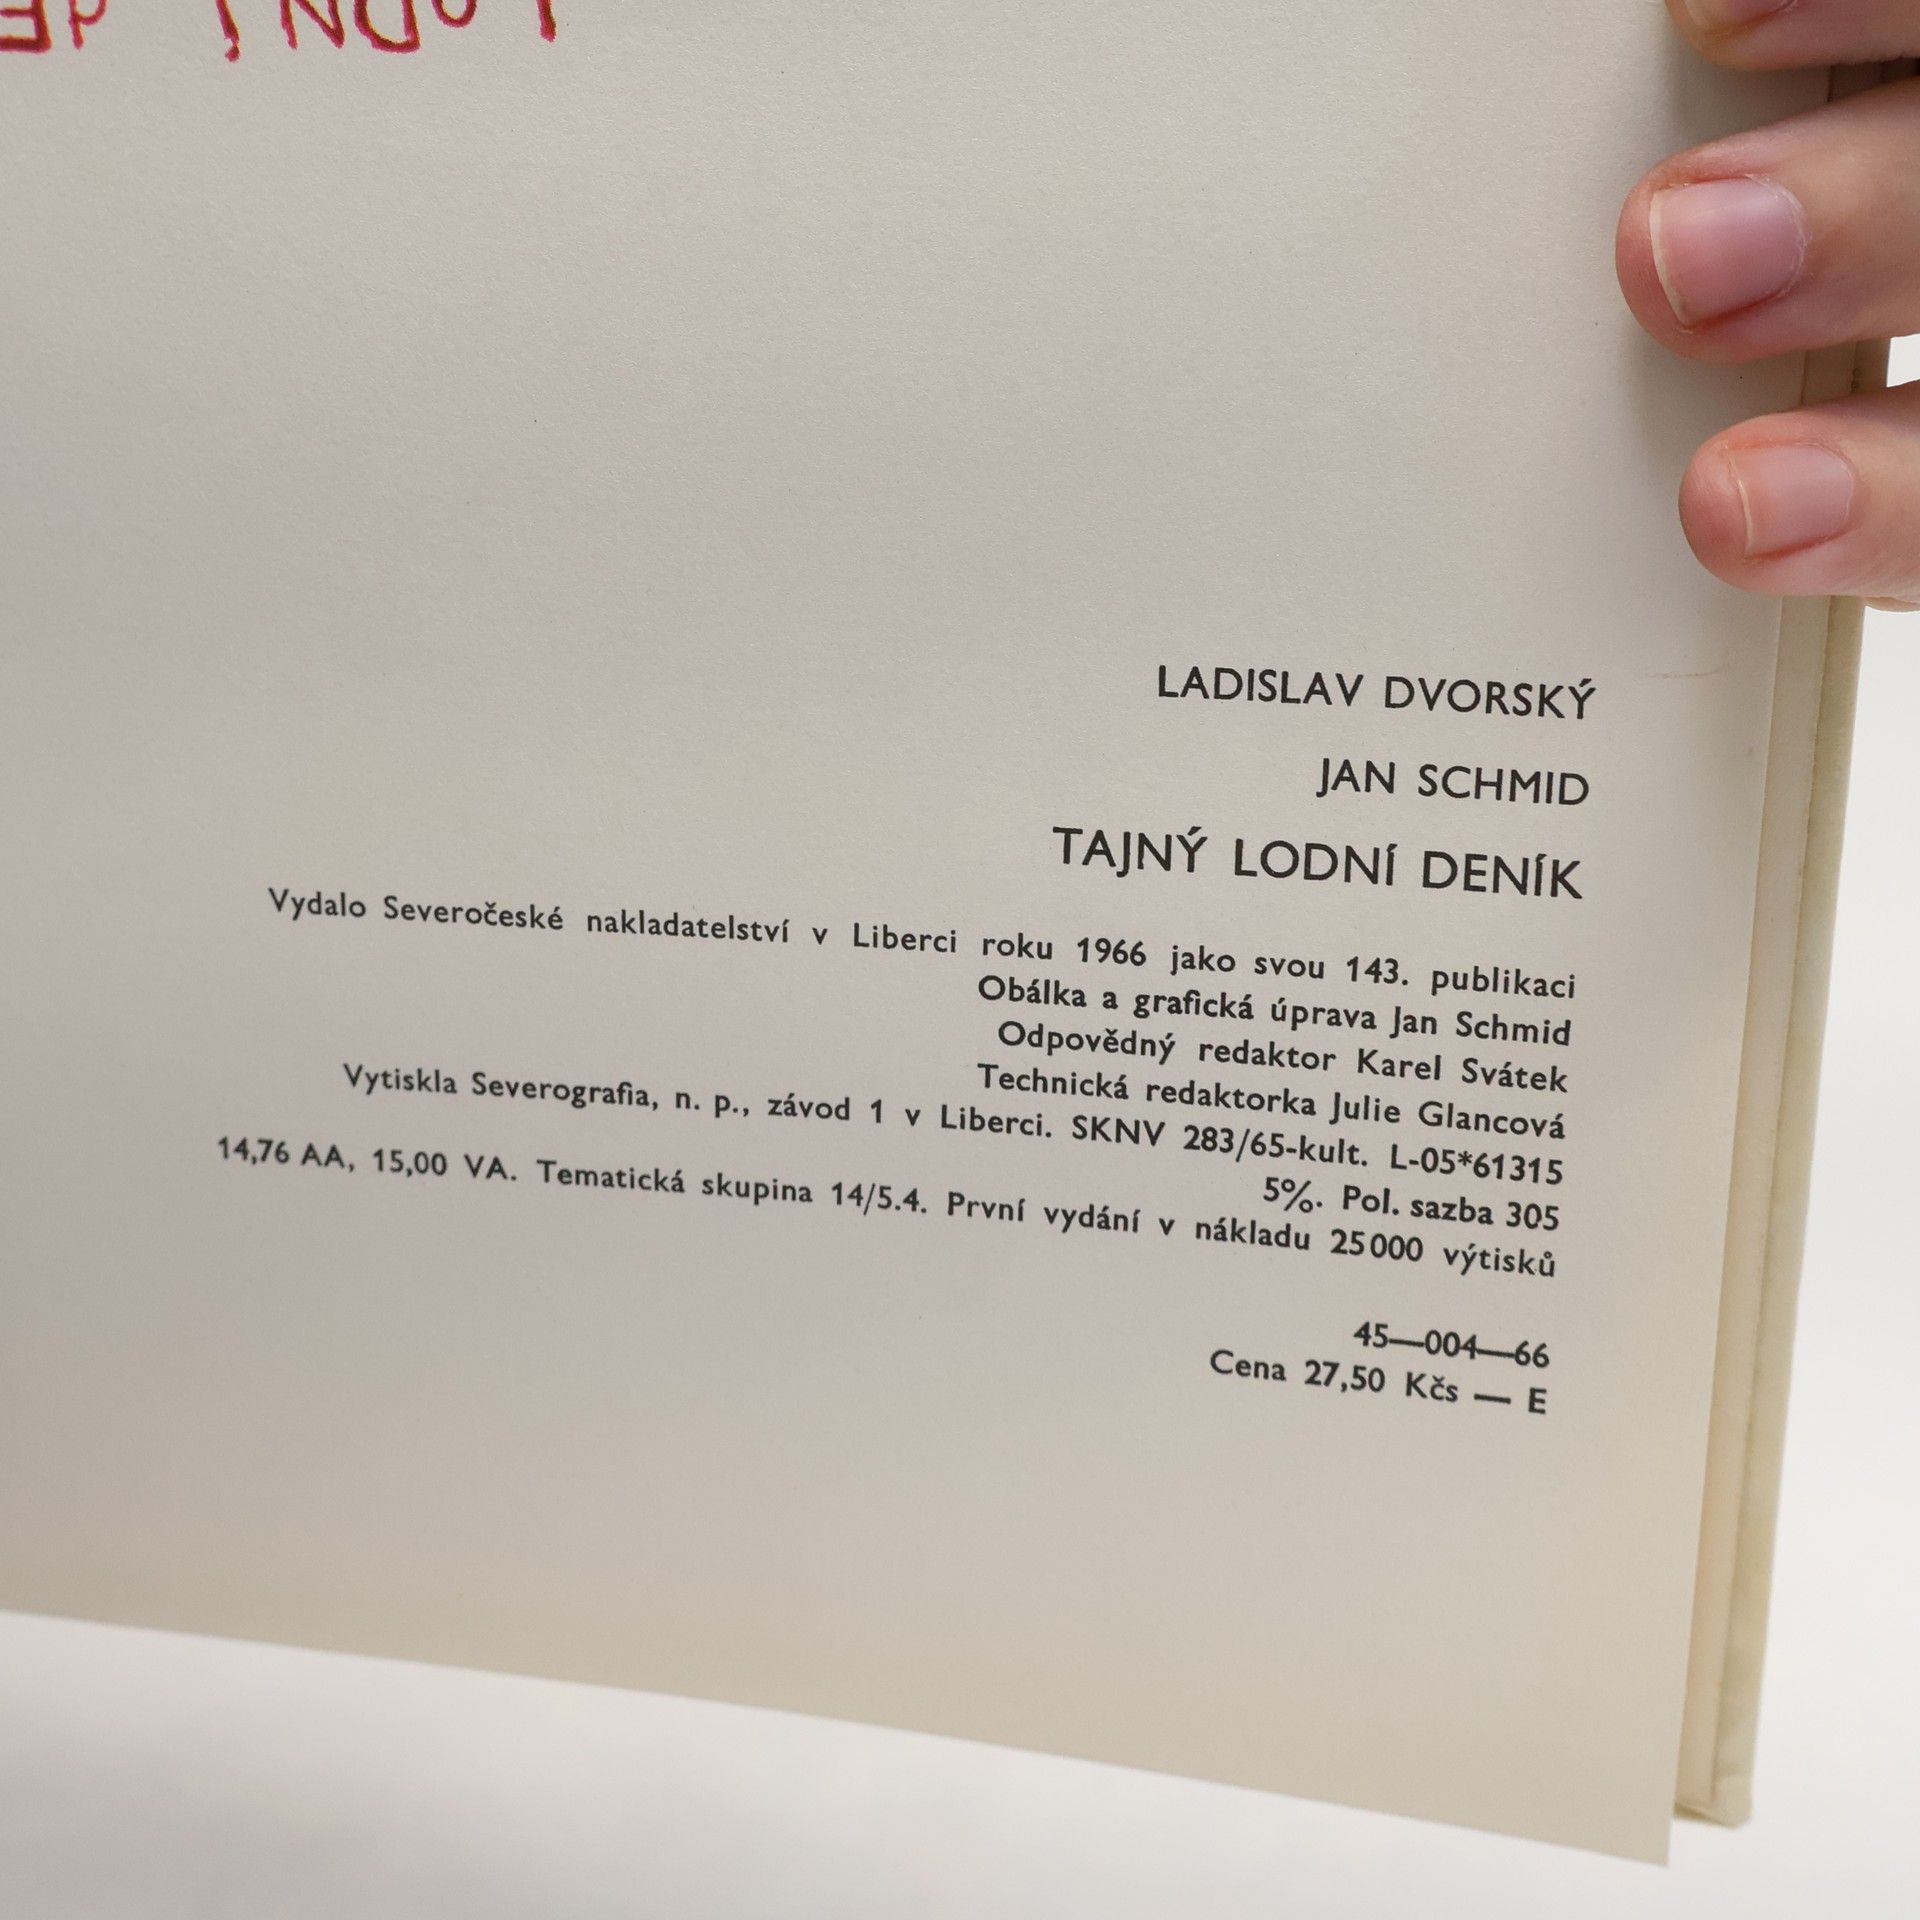 LODNÍ DE
LADISLAV DVORSKÝ
JAN SCHMID
TAJNÝ LODNÍ DENÍK
Vydalo Severočeské nakladatelství v Liberci roku 1966 jako svou 143. publikaci
Obálka a grafická úprava Jan Schmid
Odpovědný redaktor Karel Svátek
Technická redaktorka Julie Glancová
Vytiskla Severografia, n. p., závod 1 v Liberci. SKNV 283/65-kult. L-05*61315
5%. Pol. sazba 305
14,76 AA, 15,00 VA. Tematická skupina 14/5.4. První vydání v nákladu 25000 výtisků
45—004—66
Cena 27,50 Kčs — E